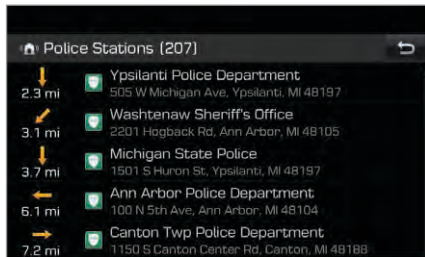 Police Stations (207)
Ypsilanti Police Department
2.3 mi 505 W Michigan Ave, Ypsilanti, MI 48197
Washtenaw Sheriff's Office
3.1 mi 2201 Hogback Rd, Ann Arbor, MI 48105
Michigan State Police
3.7 mi 1501 S Huron St, Ypsilanti, MI 48197
Ann Arbor Police Department
6.1 mi 100 N 5th Ave, Ann Arbor, MI 48104
Canton Twp Police Department
7.2 mi 1150 S Canton Center Rd, Canton, MI 48188